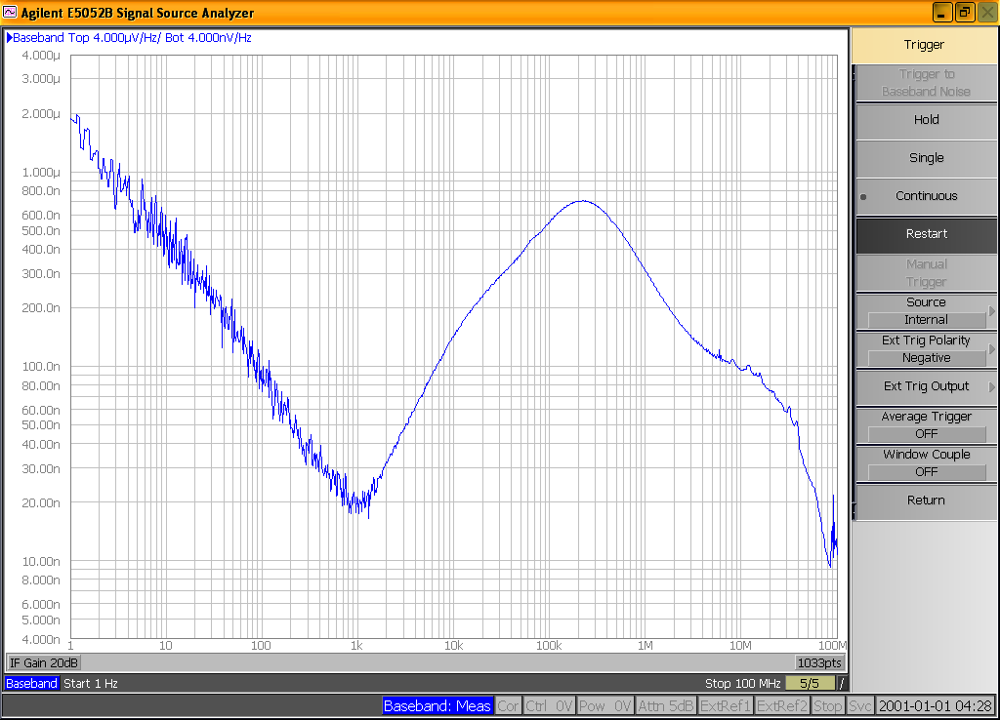 Agilent E5052B Signal Source Analyzer
Baseband Top 4.000µV/Hz/ Bot 4.000nV/Hz
4.000µ
3.000µ
2.000µ
1.000µ
800.0n
600.0n
500.0n
400.0n
300.0n
200.0n
100.0n
80.00n
60.00n
50.00n
40.00n
30.00n
20.00n
10.00n
8.000n
6.000n
5.000n
4.000n
1 10 100 1k 10k 100k 1M 10M 100M
IF Gain 20dB 1033pts
Baseband Start 1 Hz Stop 100 MHz 5/5 /
Trigger
Trigger to
Baseband Noise
Hold
Single
Continuous
Restart
Manual
Trigger
Source
Internal
Ext Trig Polarity
Negative
Ext Trig Output
Average Trigger
OFF
Window Couple
OFF
Return
Baseband: Meas Cor Ctrl 0V Pow 0V Attn 5dB ExtRef1 ExtRef2 Stop Svc 2001-01-01 04:28